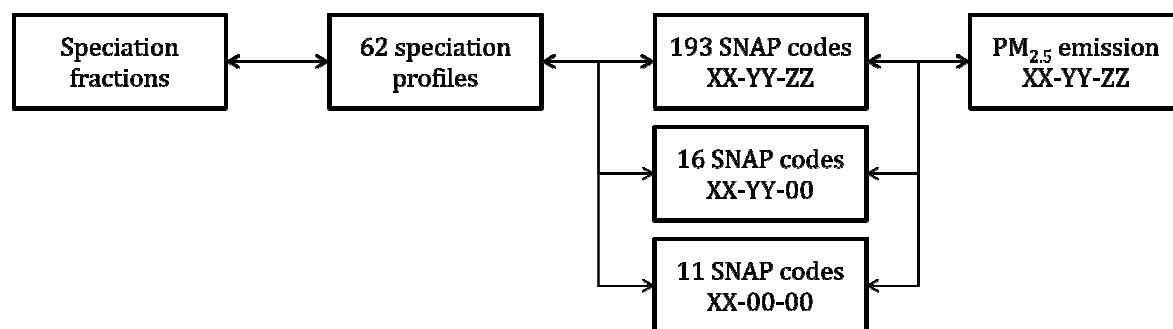 Speciation
fractions
62 speciation
profiles
193 SNAP codes
XX-YY-ZZ
PM₂.₅ emission
XX-YY-ZZ
16 SNAP codes
XX-YY-00
11 SNAP codes
XX-00-00